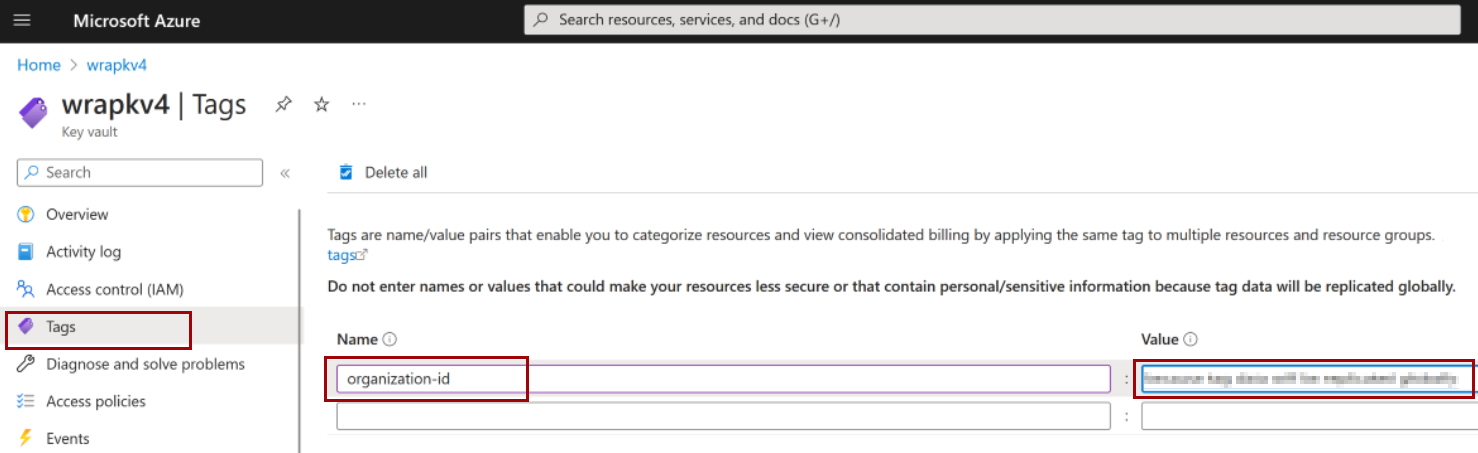 Microsoft Azure
Search resources, services, and docs (G+/)
Home > wrapkv4
wrapkv4 | Tags ...
Key vault
Search «
Delete all
Overview
Activity log
Access control (IAM)
Tags
Diagnose and solve problems
Access policies
Events
Tags are name/value pairs that enable you to categorize resources and view consolidated billing by applying the same tag to multiple resources and resource groups.
tags
Do not enter names or values that could make your resources less secure or that contain personal/sensitive information because tag data will be replicated globally.
Name
Value
organization-id :
: